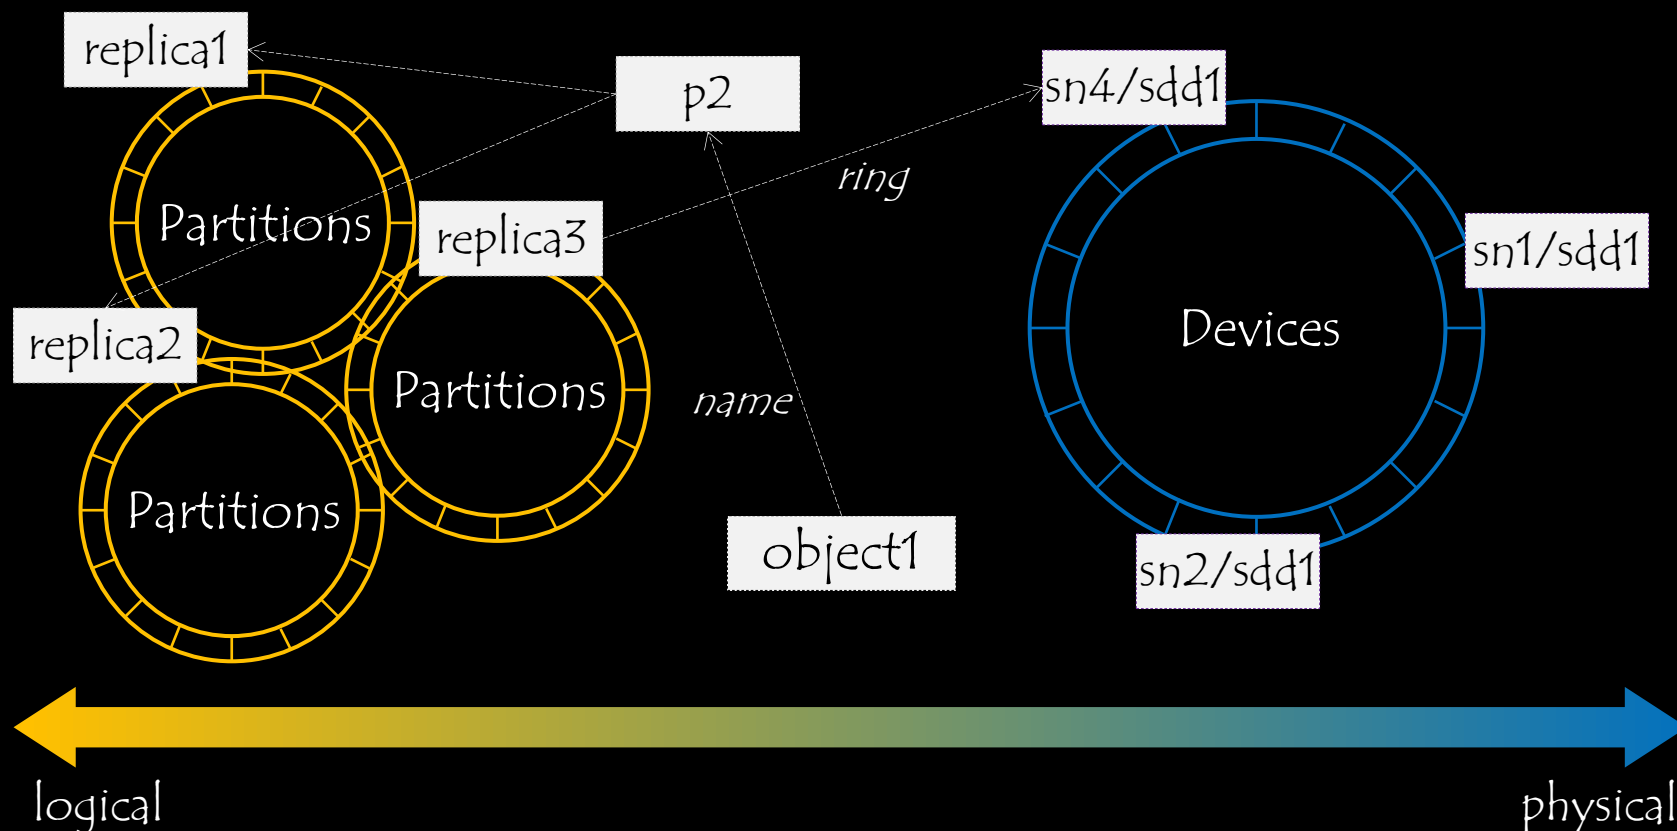 replica1
p2
sn4/sdd1
ring
Partitions
replica3
sn1/sdd1
replica2
Devices
Partitions
name
Partitions
object1
sn2/sdd1
logical
physical